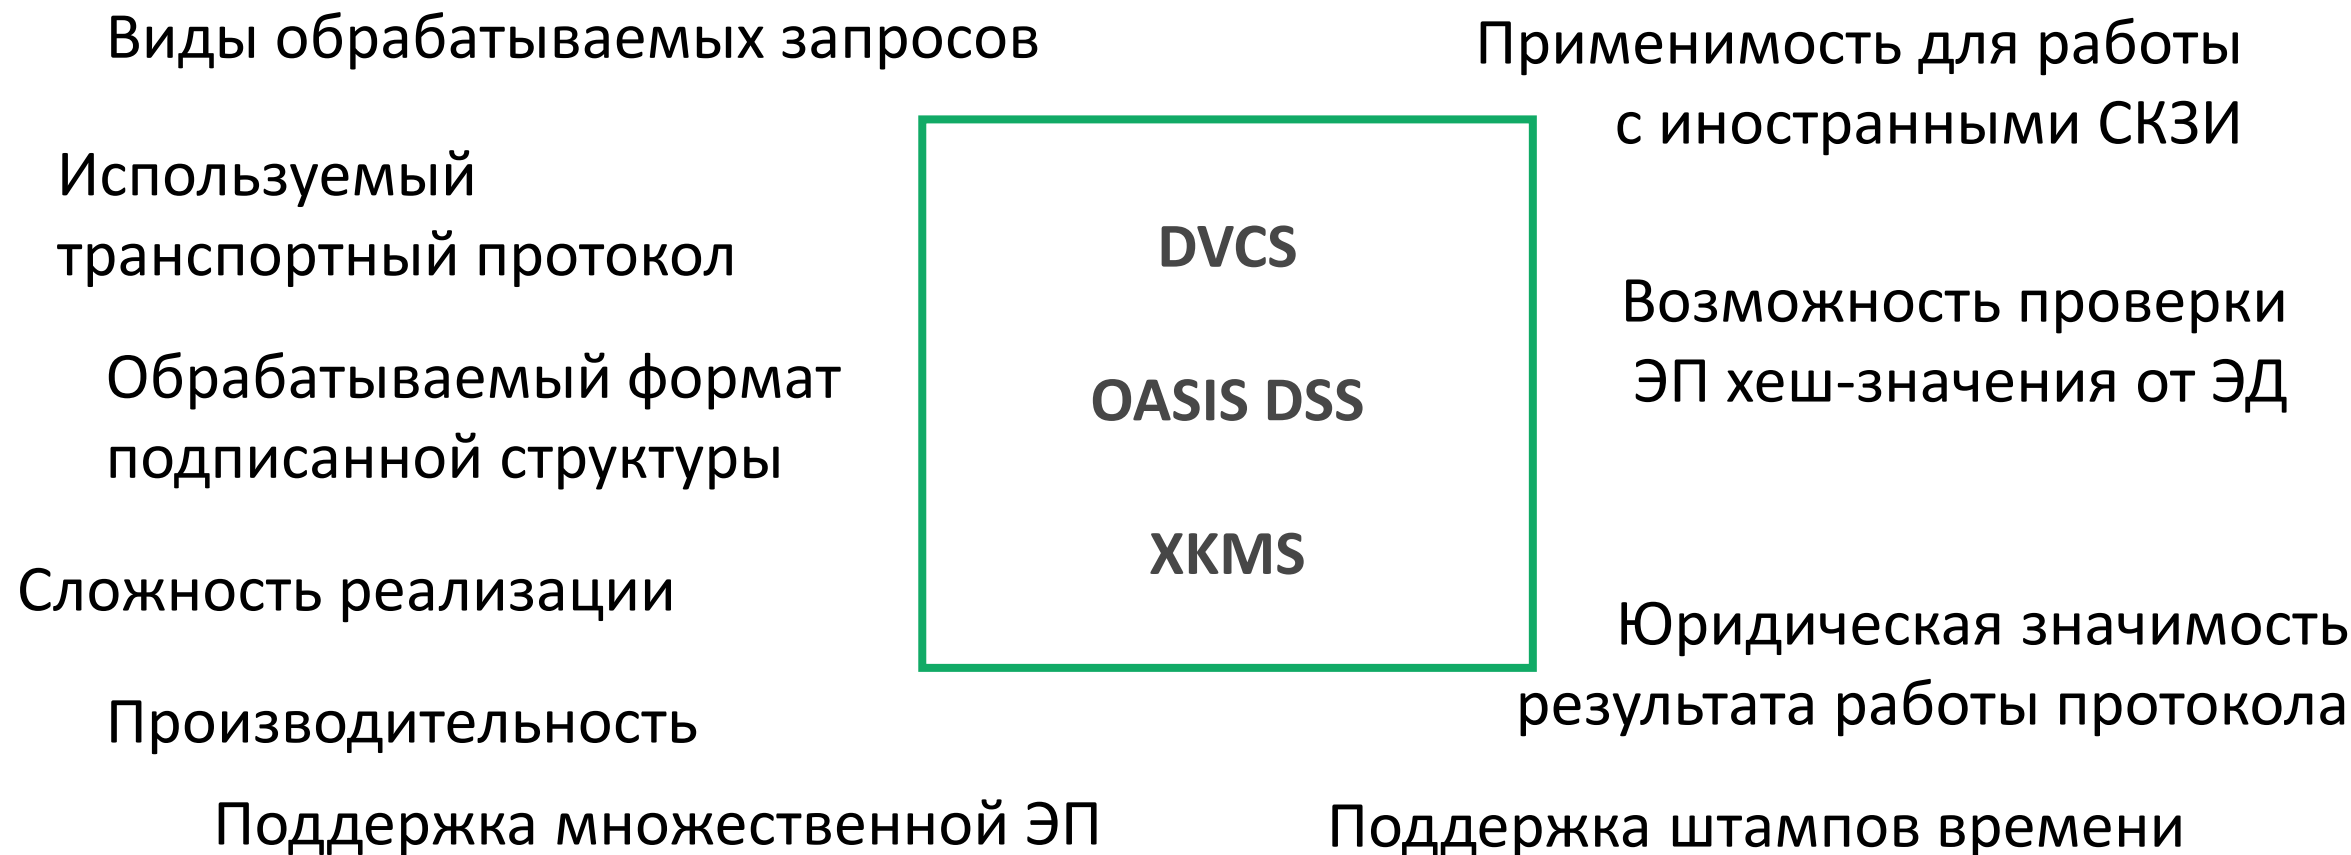 Виды обрабатываемых запросов
Используемый
транспортный протокол
Обрабатываемый формат
подписанной структуры
Сложность реализации
Производительность
Поддержка множественной ЭП
DVCS
OASIS DSS
XKMS
Применимость для работы
с иностранными СКЗИ
Возможность проверки
ЭП хеш-значения от ЭД
Юридическая значимость
результата работы протокола
Поддержка штампов времени